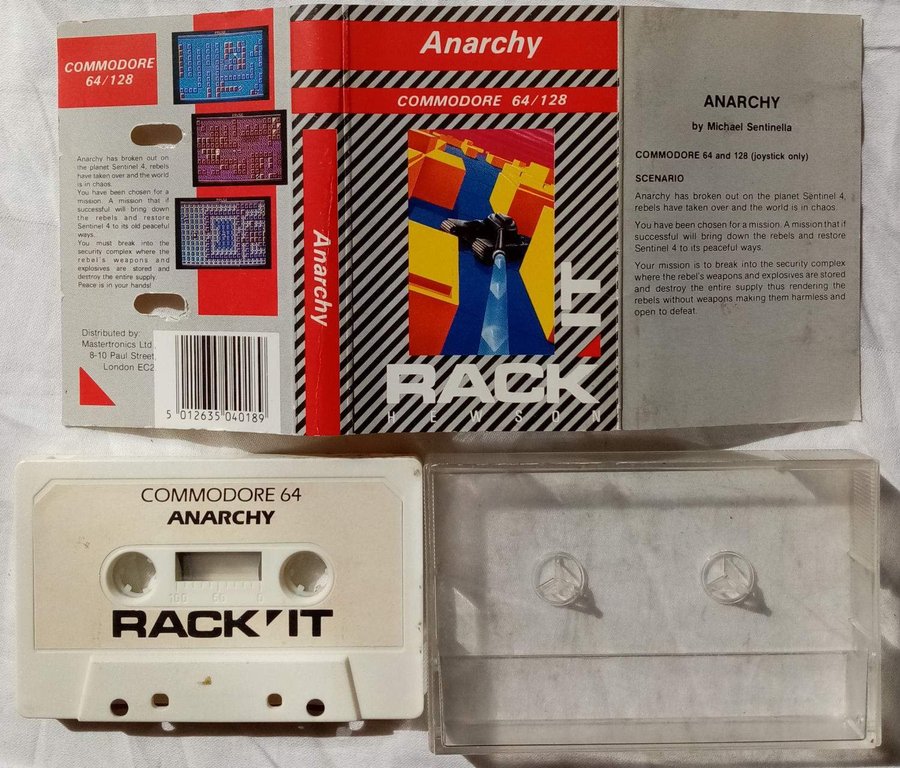 COMMODORE
64/128
Anarchy has broken out on
the planet Sentinel 4, rebels
have taken over and the world
is in chaos.
You have been chosen for a
mission. A mission that if
successful will bring down
the rebels and restore
Sentinel 4 to its old peaceful
ways.
You must break into the
security complex where the
rebel's weapons and
explosives are stored and
destroy the entire supply.
Peace is in your hands!
Distributed by:
Mastertronics Ltd.
8-10 Paul Street,
London EC2
5 012635 040189
Anarchy
Anarchy
COMMODORE 64/128
IT
RACK
HEWSON
ANARCHY
by Michael Sentinella
COMMODORE 64 and 128 (joystick only)
SCENARIO
Anarchy has broken out on the planet Sentinel 4,
rebels have taken over and the world is in chaos.
You have been chosen for a mission. A mission that if
successful will bring down the rebels and restore
Sentinel 4 to its peaceful ways.
Your mission is to break into the security complex
where the rebel's weapons and explosives are stored
and destroy the entire supply thus rendering the
rebels without weapons making them harmless and
open to defeat.
COMMODORE 64
ANARCHY
100 50 0
RACK'IT